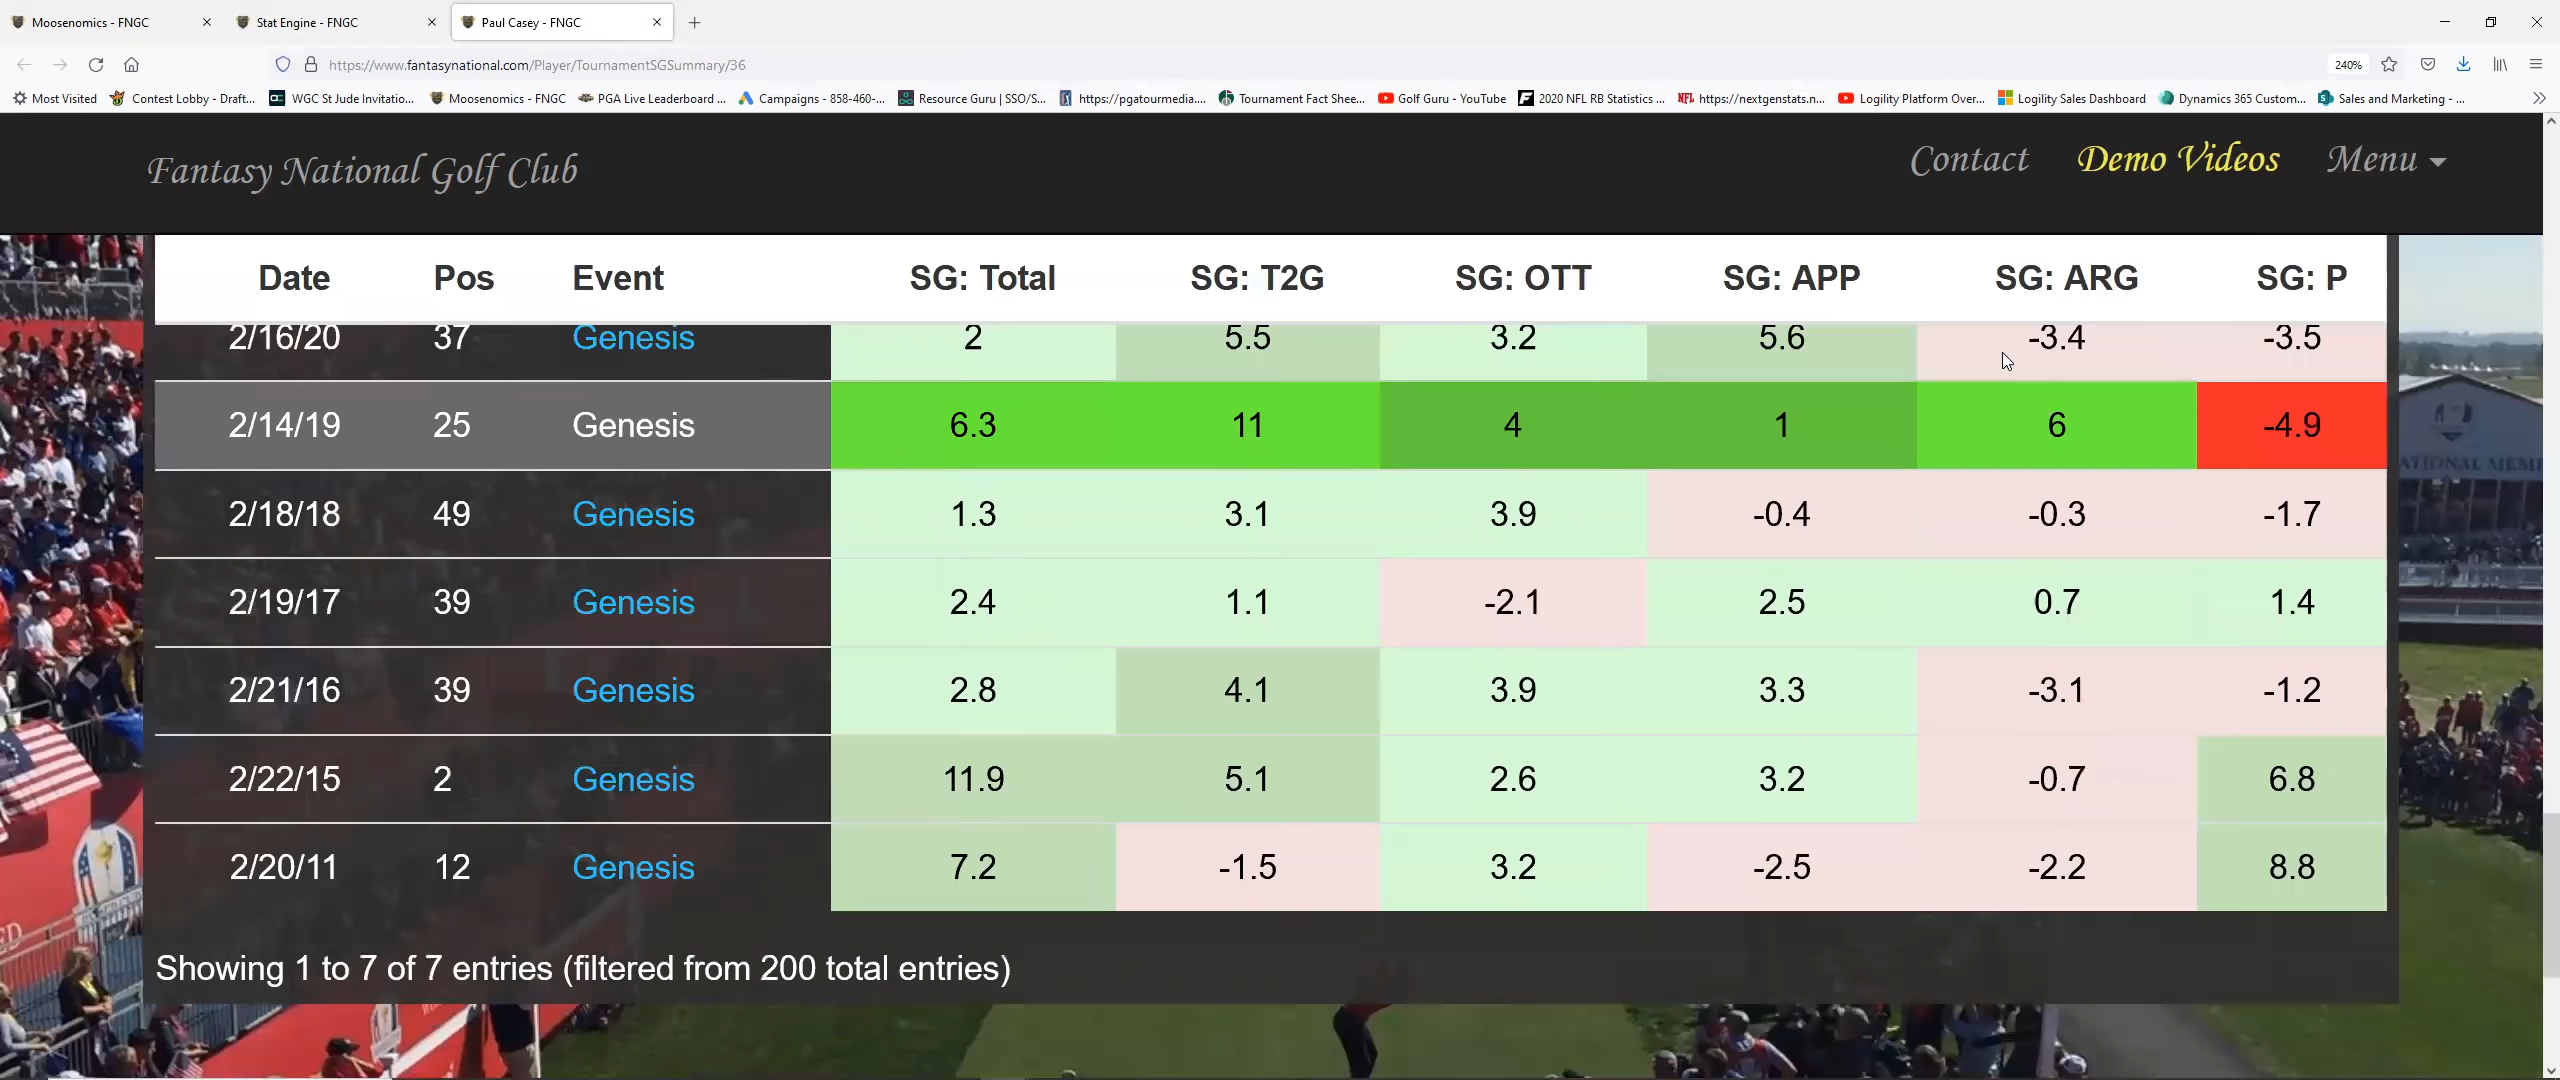 Moosenomics - FNGC
Stat Engine - FNGC
Paul Casey - FNGC
https://www.fantasynational.com/Player/TournamentSGSummary/36
240%
Most Visited Contest Lobby - Draft... WGC St Jude Invitatio... Moosenomics - FNGC PGA Live Leaderboard ... Campaigns - 858-460-... Resource Guru | SSO/S... https://pgatourmedia.... Tournament Fact Shee... Golf Guru - YouTube 2020 NFL RB Statistics ... NFL https://nextgenstats.n... Logility Platform Over... Logility Sales Dashboard Dynamics 365 Custom... Sales and Marketing - ...
Fantasy National Golf Club Contact Demo Videos Menu
Date Pos Event SG: Total SG: T2G SG: OTT SG: APP SG: ARG SG: P
2/16/20 37 Genesis 2 5.5 3.2 5.6 -3.4 -3.5
2/14/19 25 Genesis 6.3 11 4 1 6 -4.9
2/18/18 49 Genesis 1.3 3.1 3.9 -0.4 -0.3 -1.7
2/19/17 39 Genesis 2.4 1.1 -2.1 2.5 0.7 1.4
2/21/16 39 Genesis 2.8 4.1 3.9 3.3 -3.1 -1.2
2/22/15 2 Genesis 11.9 5.1 2.6 3.2 -0.7 6.8
2/20/11 12 Genesis 7.2 -1.5 3.2 -2.5 -2.2 8.8
Showing 1 to 7 of 7 entries (filtered from 200 total entries)